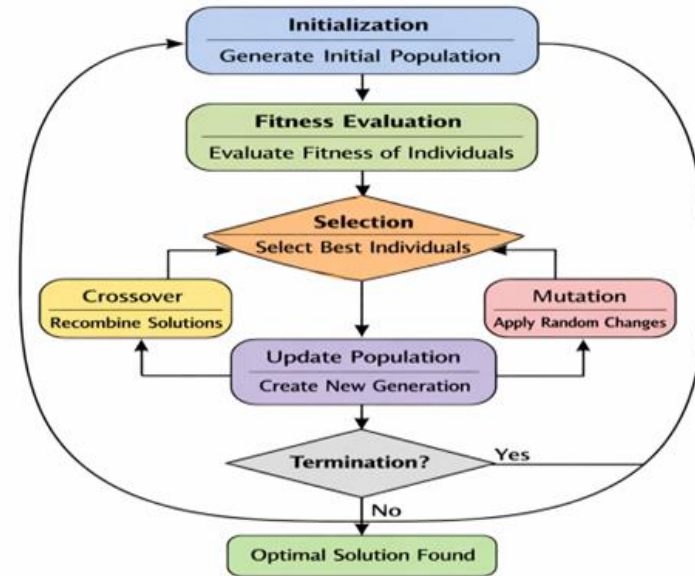 Initialization
Generate Initial Population
Fitness Evaluation
Evaluate Fitness of Individuals
Selection
Select Best Individuals
Crossover
Recombine Solutions
Mutation
Apply Random Changes
Update Population
Create New Generation
Termination?
Yes
No
Optimal Solution Found